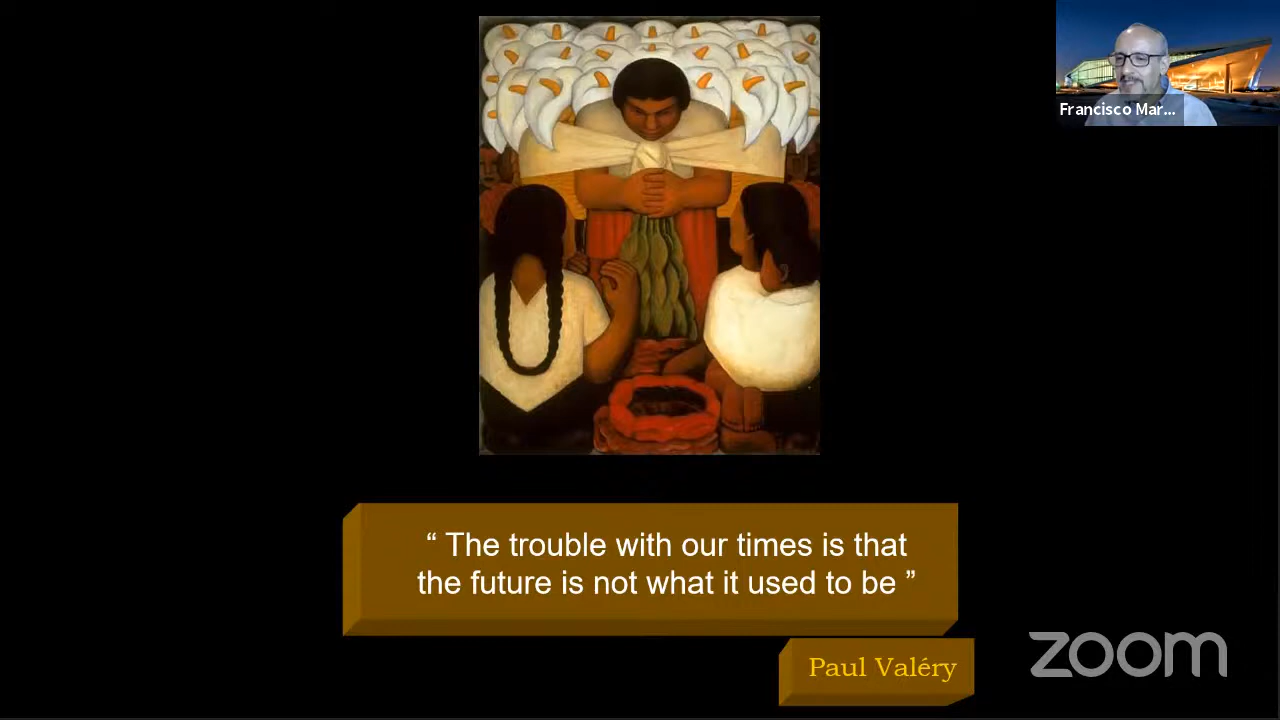 Francisco Mar...
“ The trouble with our times is that
the future is not what it used to be ”
Paul Valéry
zoom